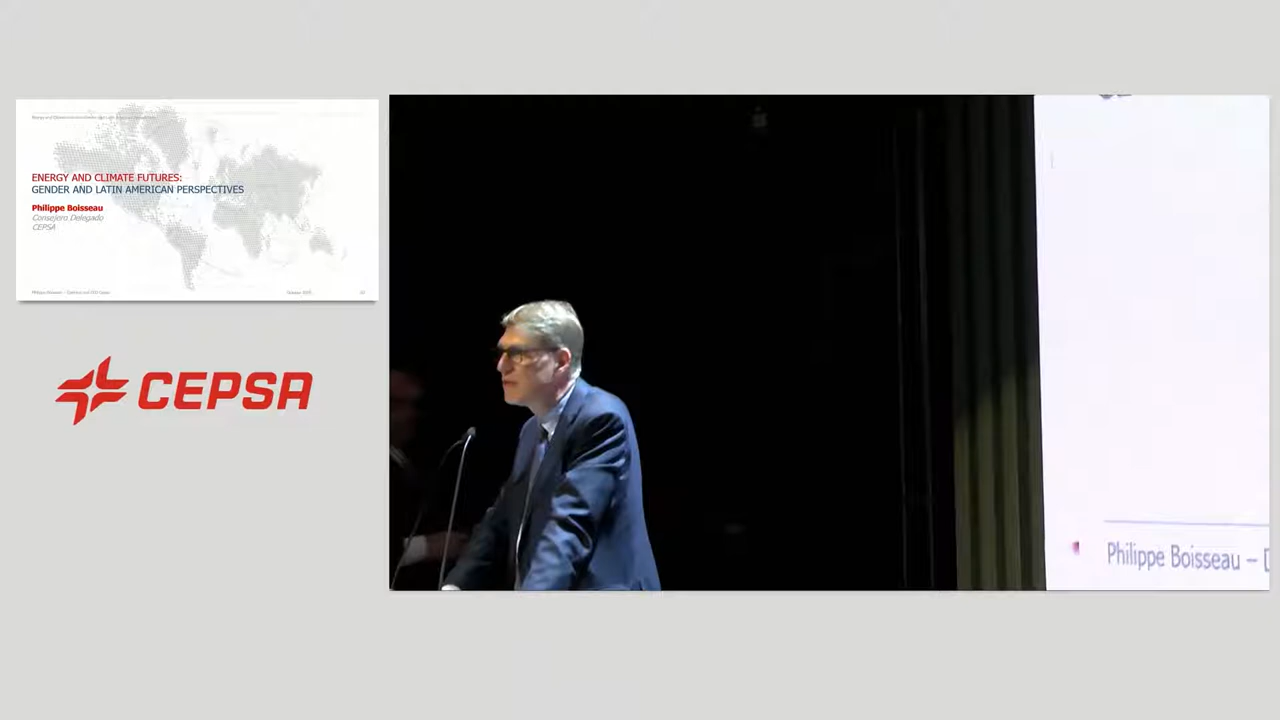 ENERGY AND CLIMATE FUTURES:
GENDER AND LATIN AMERICAN PERSPECTIVES
Philippe Boisseau
Consejero Delegado
CEPSA
CEPSA
Philippe Boisseau –